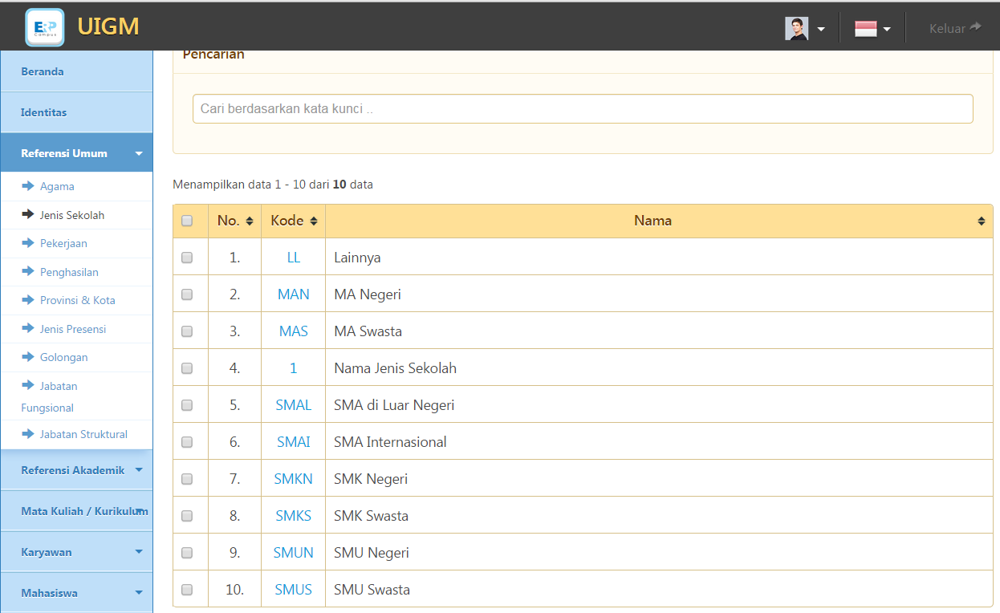 ERP
Campus
UIGM
Keluar
Beranda
Identitas
Referensi Umum
Agama
Jenis Sekolah
Pekerjaan
Penghasilan
Provinsi & Kota
Jenis Presensi
Golongan
Jabatan
Fungsional
Jabatan Struktural
Referensi Akademik
Mata Kuliah / Kurikulum
Karyawan
Mahasiswa
Pencarian
Cari berdasarkan kata kunci ..
Menampilkan data 1 - 10 dari 10 data
No. Kode Nama
1. LL Lainnya
2. MAN MA Negeri
3. MAS MA Swasta
4. 1 Nama Jenis Sekolah
5. SMAL SMA di Luar Negeri
6. SMAI SMA Internasional
7. SMKN SMK Negeri
8. SMKS SMK Swasta
9. SMUN SMU Negeri
10. SMUS SMU Swasta